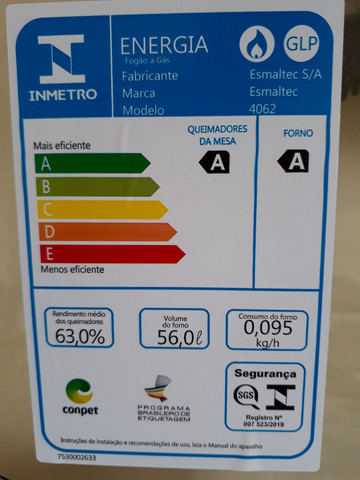 INMETRO
ENERGIA
Fogão a Gás
GLP
Fabricante Esmaltec S/A
Marca Esmaltec
Modelo 4062
QUEIMADORES
DA MESA
FORNO
Mais eficiente
A
B
C
D
E
Menos eficiente
A
A
Rendimento médio
dos queimadores
63,0%
Volume
do forno
56,0ℓ
Consumo do forno
0,095
kg/h
conpet
PROGRAMA
BRASILEIRO DE
ETIQUETAGEM
Segurança
SGS
Registro Nº
007 523/2019
Instruções de instalação e recomendações de uso, leia o Manual do aparelho
7530002633